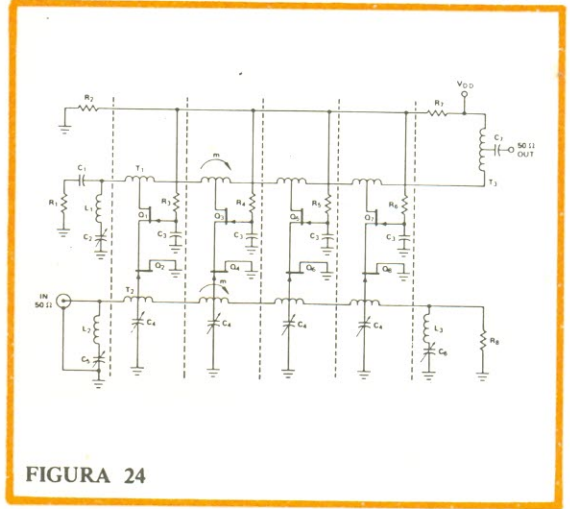 VDD
R2
R7
C7
50 Ω
OUT
T3
C1
T1
m
R1
L1
C2
R3
R4
R5
R6
Q1
Q3
Q5
Q7
C3
C3
C3
C3
Q2
Q4
Q6
Q8
IN
50 Ω
T2
m
L2
C5
C4
C4
C4
C4
L3
C6
R8
FIGURA 24